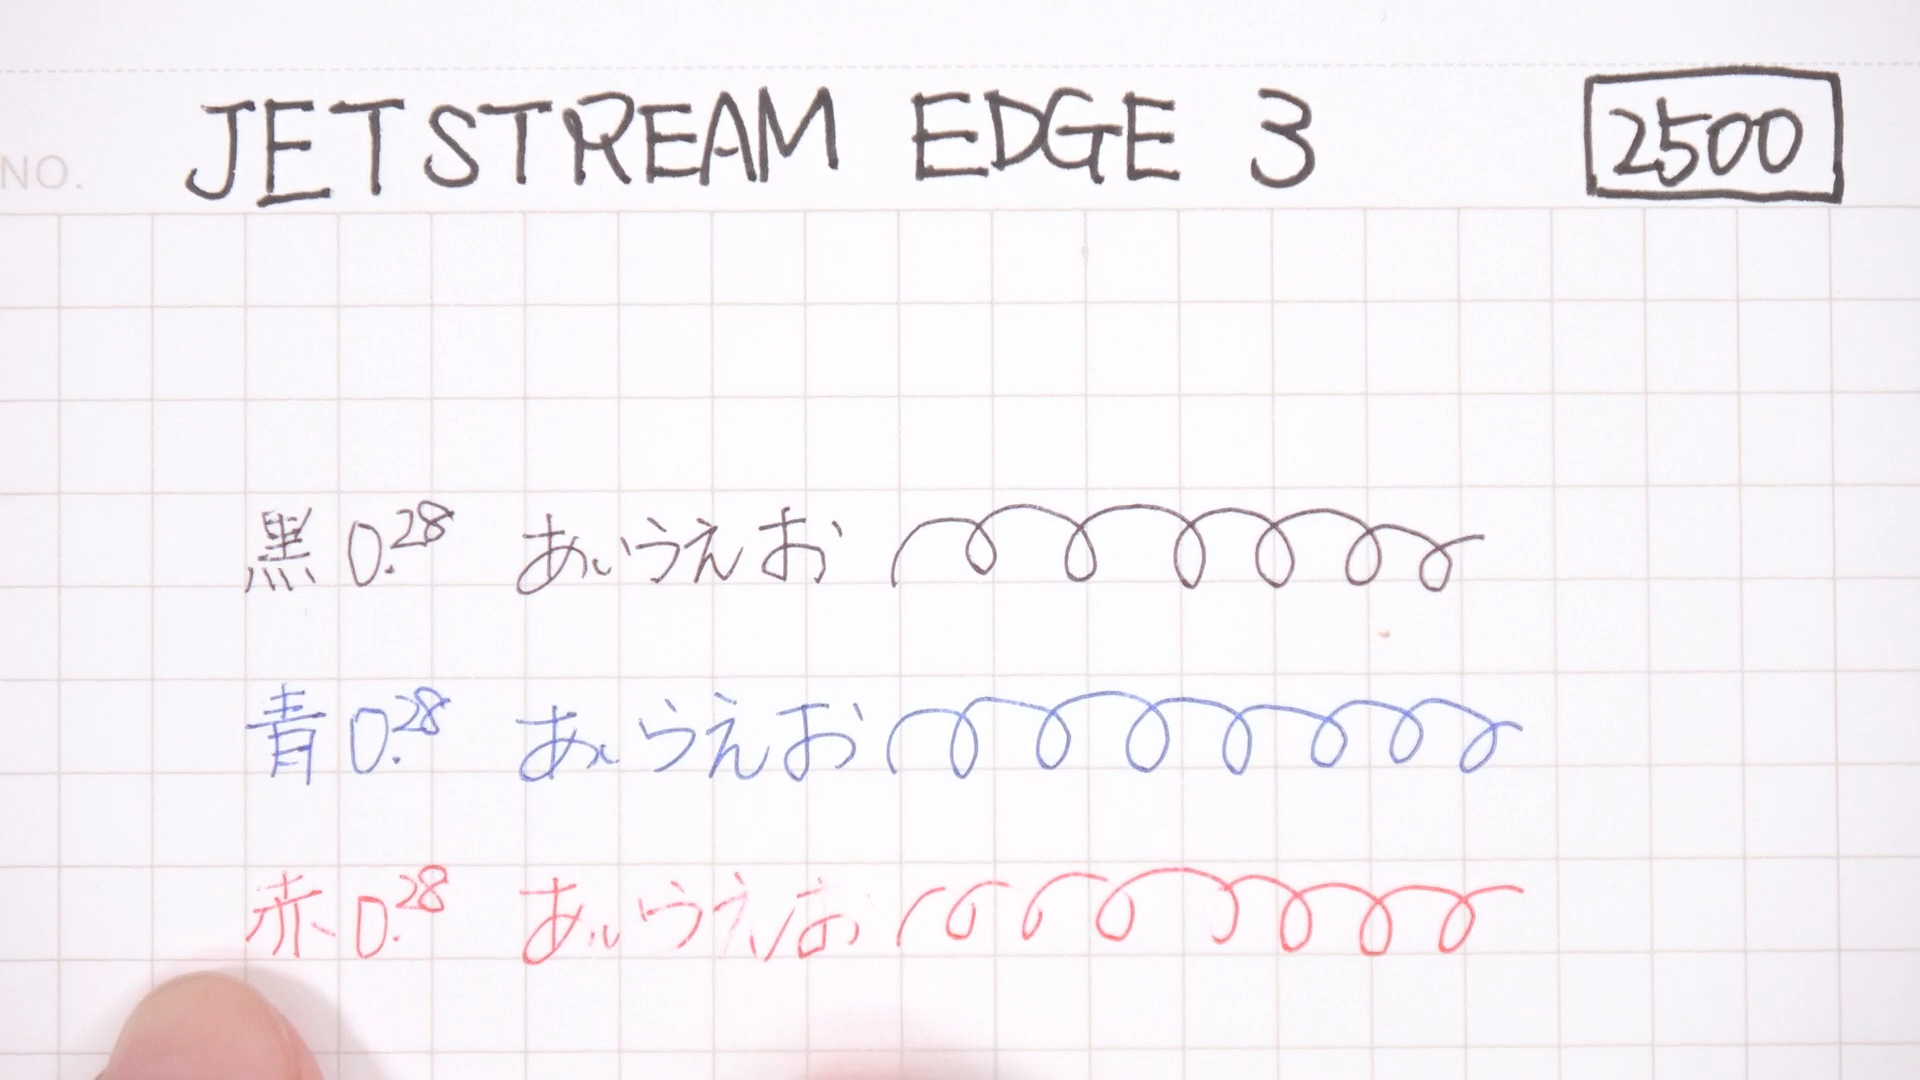 JETSTREAM EDGE 3 2500
NO.
黒 0.28 あいうえお
青 0.28 あいうえお
赤 0.28 あいうえお